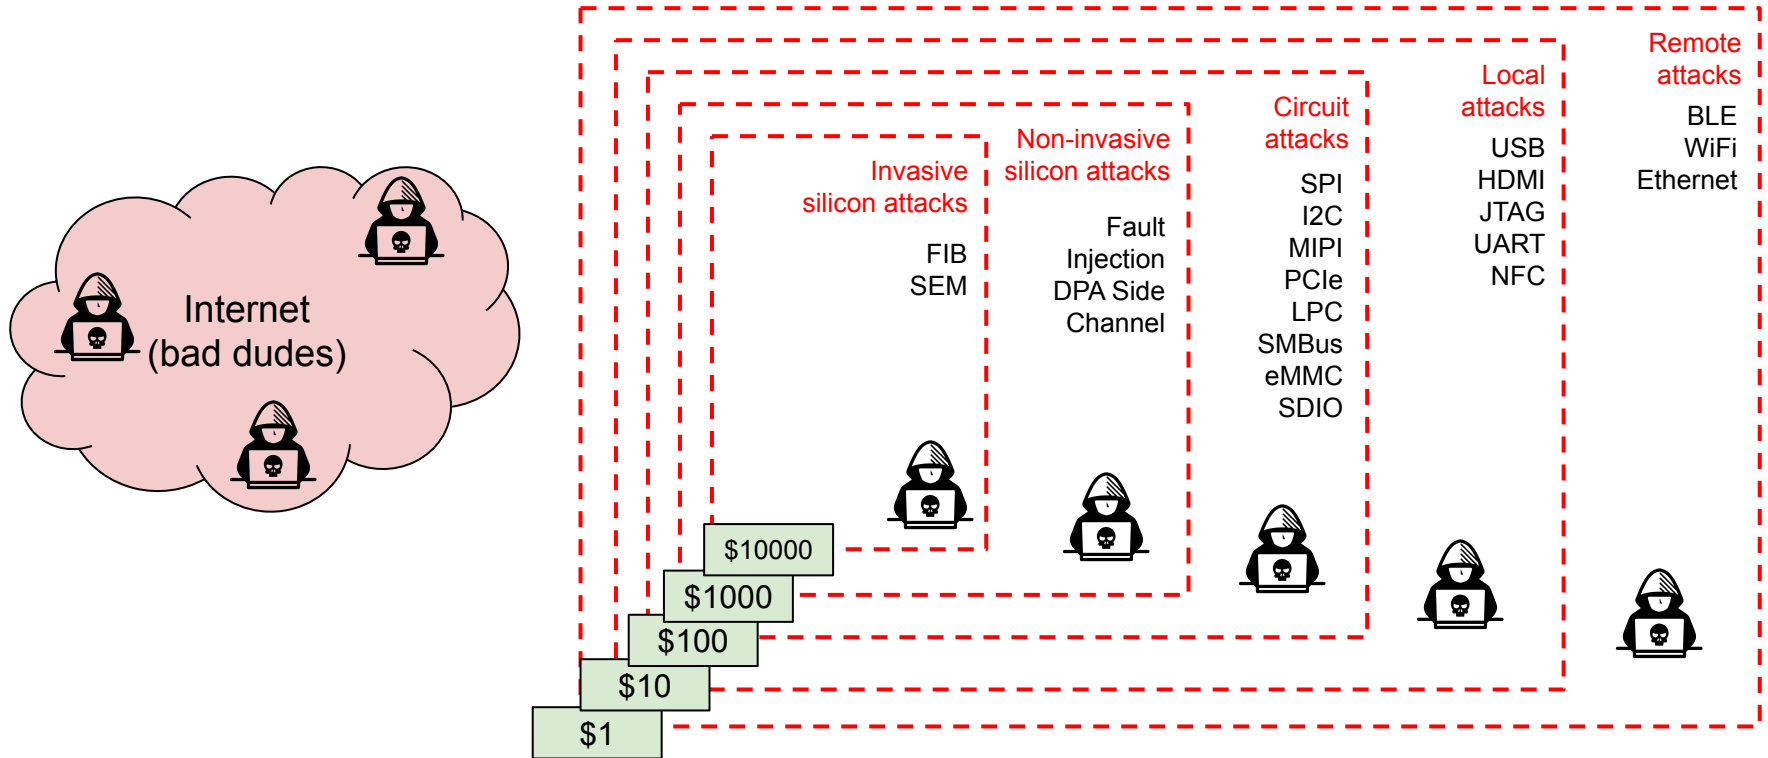 Internet
(bad dudes)
Invasive
silicon attacks
FIB
SEM
Non-invasive
silicon attacks
Fault
Injection
DPA Side
Channel
Circuit
attacks
SPI
I2C
MIPI
PCIe
LPC
SMBus
eMMC
SDIO
Local
attacks
USB
HDMI
JTAG
UART
NFC
Remote
attacks
BLE
WiFi
Ethernet
$10000
$1000
$100
$10
$1